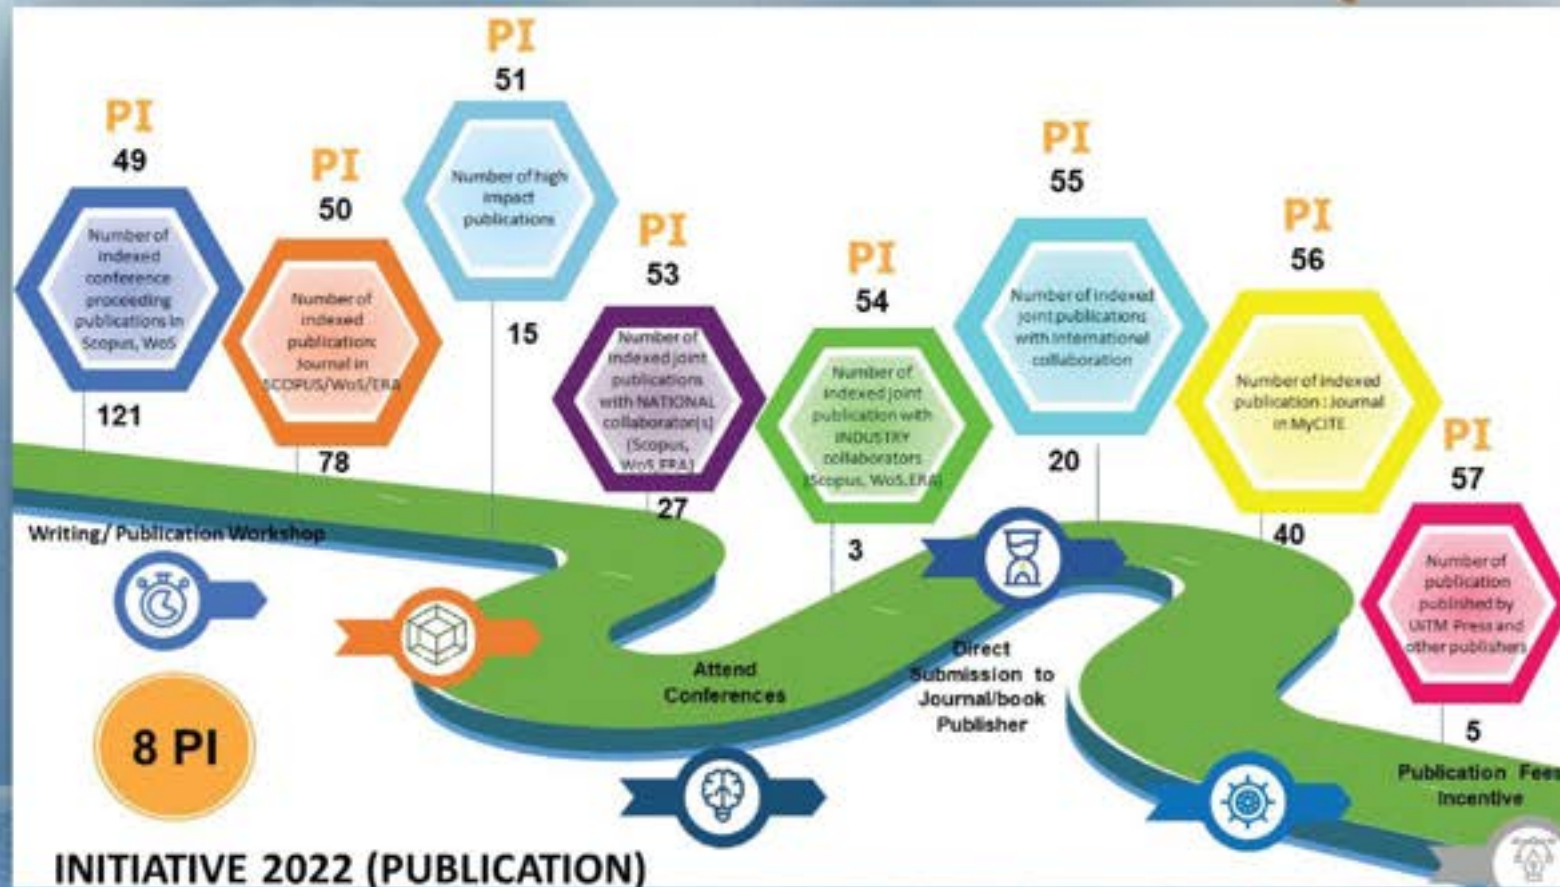 PI
49
Number of
indexed
conference
proceeding
publications in
Scopus, WoS
121
PI
50
Number of
indexed
publication:
Journal in
SCOPUS/WoS/ERA
78
PI
51
Number of high
impact
publications
15
PI
53
Number of
indexed joint
publications
with NATIONAL
collaborator(s)
(Scopus,
WoS,ERA)
27
PI
54
Number of
indexed joint
publication with
INDUSTRY
collaborators
(Scopus, WoS,ERA)
3
PI
55
Number of indexed
joint publications
with International
collaboration
20
PI
56
Number of indexed
publication : Journal
in MyCITE
40
PI
57
Number of
publication
published by
UiTM Press and
other publishers
5
Writing/ Publication Workshop
Attend
Conferences
Direct
Submission to
Journal/book
Publisher
Publication Fees
Incentive
8 PI
INITIATIVE 2022 (PUBLICATION)